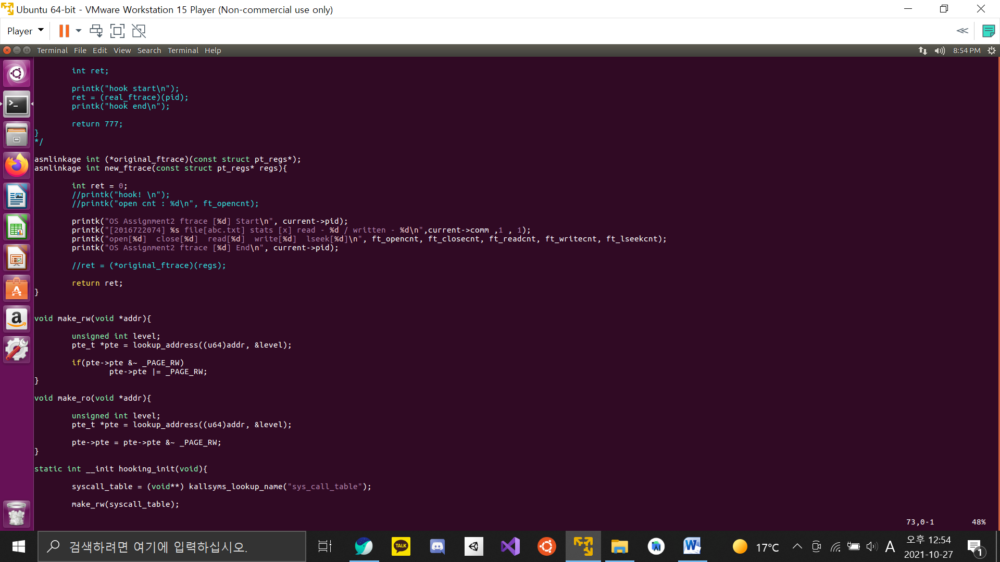 Ubuntu 64-bit - VMware Workstation 15 Player (Non-commercial use only)
Player
Terminal File Edit View Search Terminal Help
8:54 PM
int ret;
printk("hook start\n");
ret = (real_ftrace)(pid);
printk("hook end\n");
return 777;
}
*/
asmlinkage int (*original_ftrace)(const struct pt_regs*);
asmlinkage int new_ftrace(const struct pt_regs* regs){
int ret = 0;
//printk("hook! \n");
//printk("open cnt : %d\n", ft_opencnt);
printk("OS Assignment2 ftrace [%d] Start\n", current->pid);
printk("[2016722074] %s file[abc.txt] stats [x] read - %d / written - %d\n",current->comm ,1 , 1);
printk("open[%d]  close[%d]  read[%d]  write[%d]  lseek[%d]\n", ft_opencnt, ft_closecnt, ft_readcnt, ft_writecnt, ft_lseekcnt);
printk("OS Assignment2 ftrace [%d] End\n", current->pid);
//ret = (*original_ftrace)(regs);
return ret;
}
void make_rw(void *addr){
unsigned int level;
pte_t *pte = lookup_address((u64)addr, &level);
if(pte->pte &~ _PAGE_RW)
pte->pte |= _PAGE_RW;
}
void make_ro(void *addr){
unsigned int level;
pte_t *pte = lookup_address((u64)addr, &level);
pte->pte = pte->pte &~ _PAGE_RW;
}
static int __init hooking_init(void){
syscall_table = (void**) kallsyms_lookup_name("sys_call_table");
make_rw(syscall_table);
73,0-1 48%
검색하려면 여기에 입력하십시오.
TALK
17°C
A
오후 12:54
2021-10-27
1